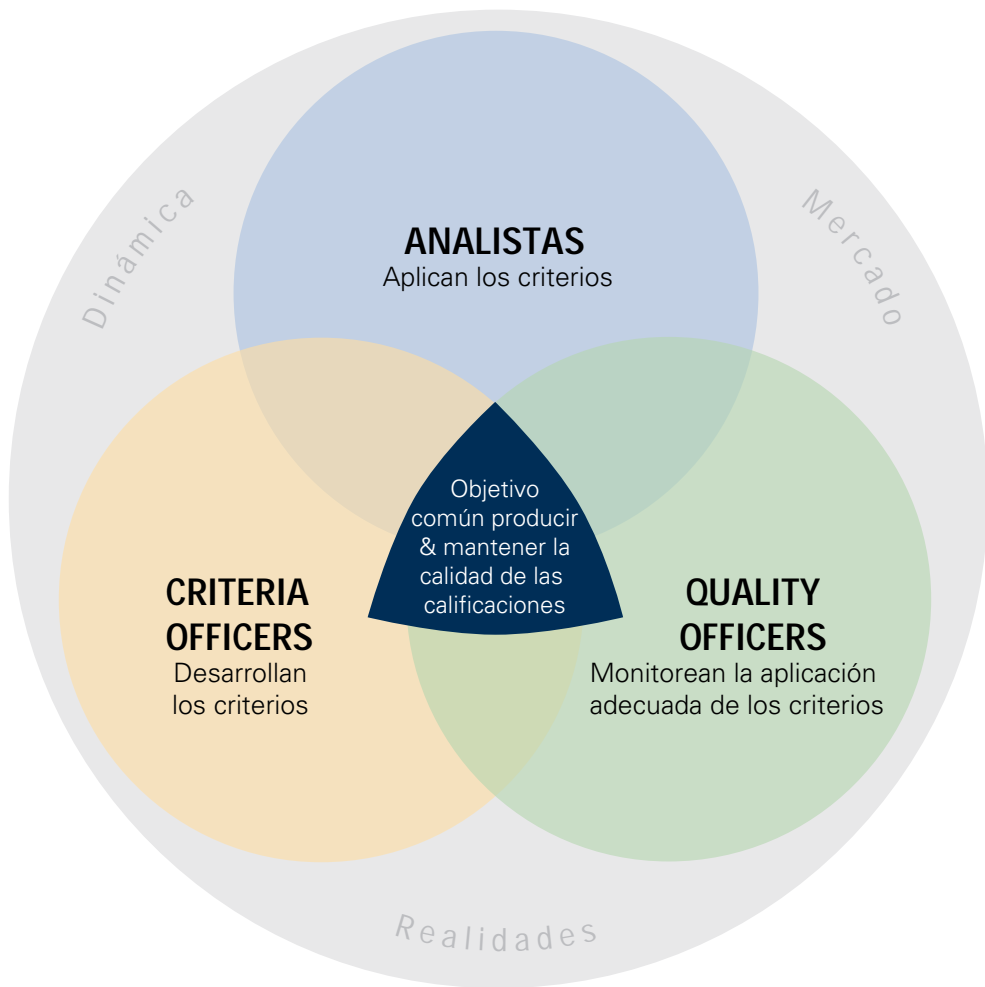 Dinámica
Mercado
ANALISTAS
Aplican los criterios
Objetivo
común producir
& mantener la
calidad de las
calificaciones
CRITERIA
OFFICERS
Desarrollan
los criterios
QUALITY
OFFICERS
Monitorean la aplicación
adecuada de los criterios
Realidades